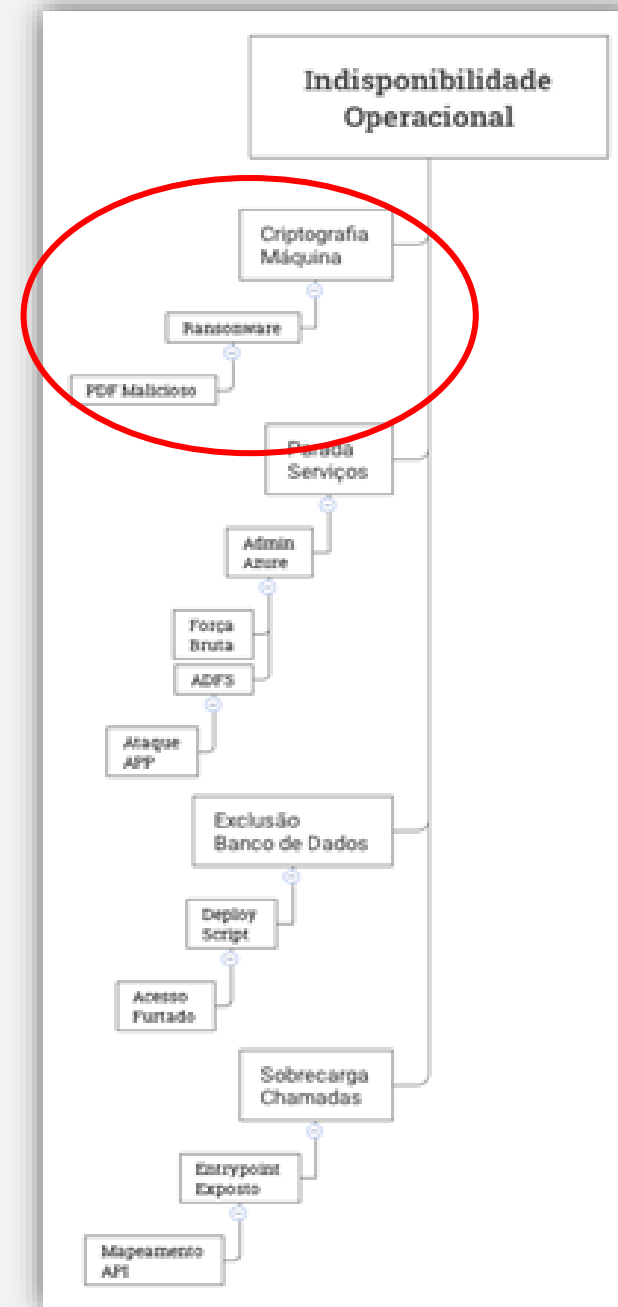 Indisponibilidade
Operacional
Criptografia
Máquina
Ransonware
PDF Malicioso
Parada
Serviços
Admin
Azure
Força
Bruta
ADFS
Ataque
APP
Exclusão
Banco de Dados
Deploy
Script
Acesso
Furtado
Sobrecarga
Chamadas
Entrypoint
Exposto
Mapeamento
API